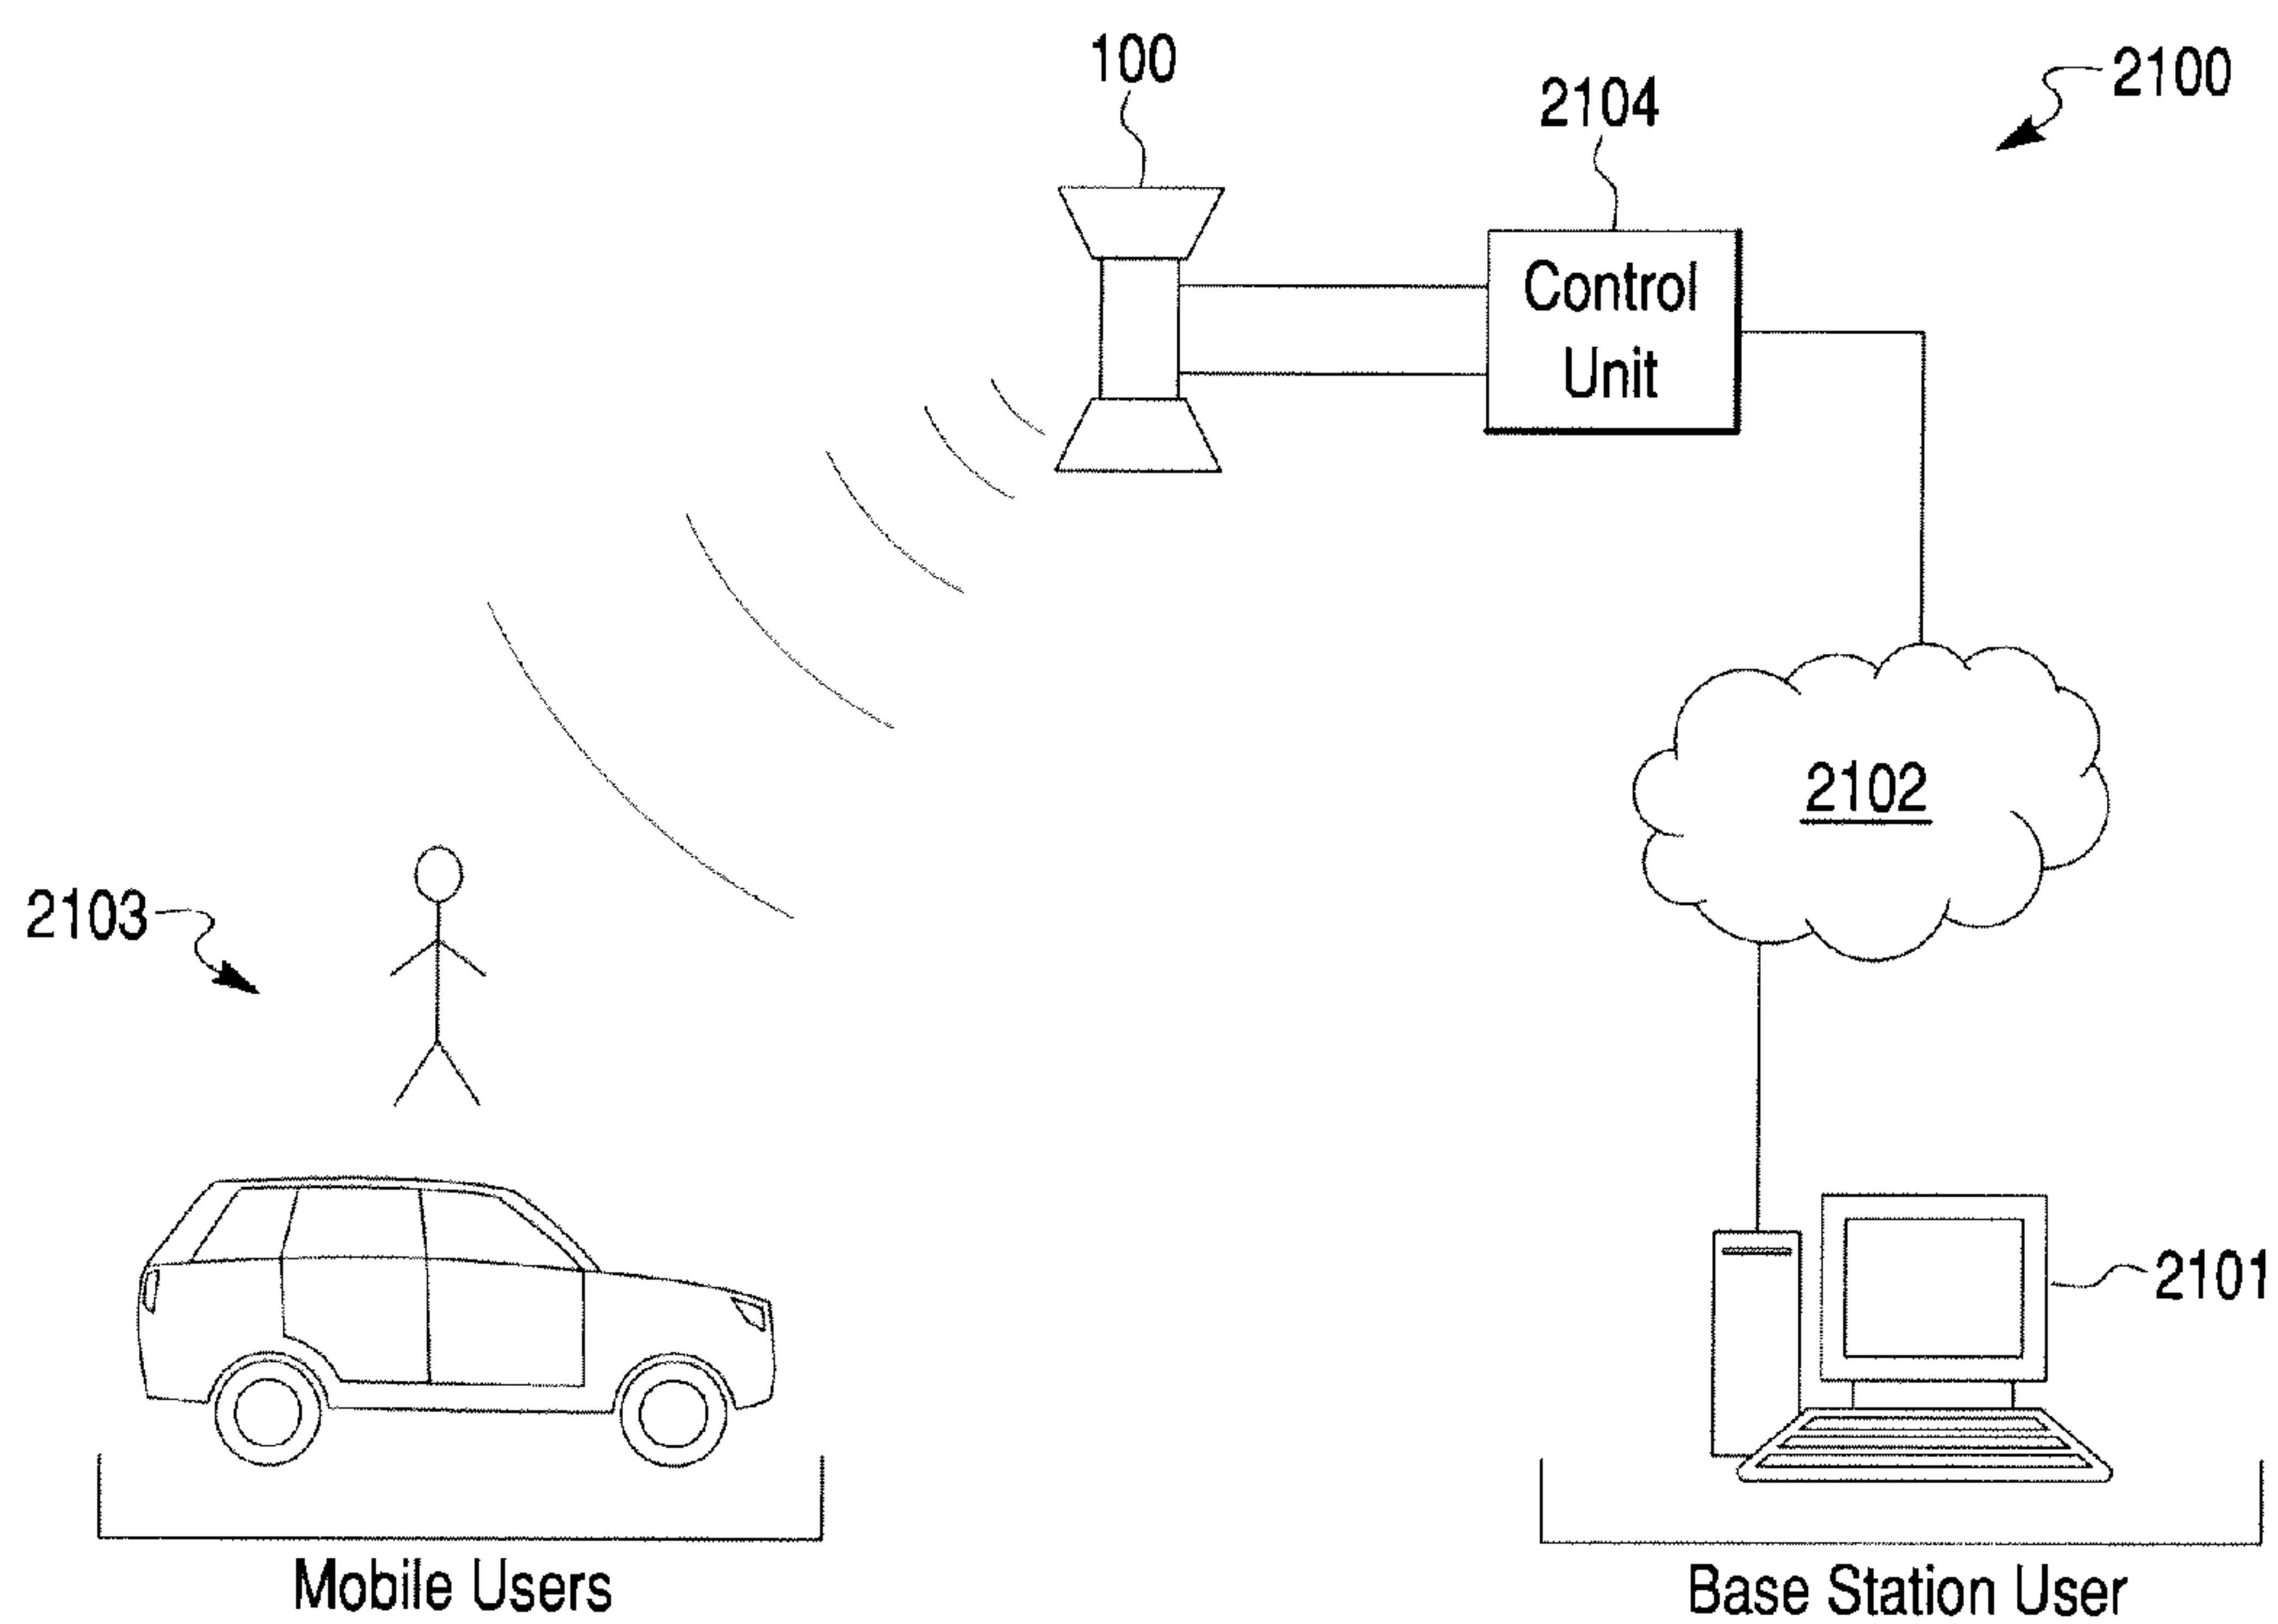 100
2104
2100
Control
Unit
2102
2103
2101
Mobile Users
Base Station User